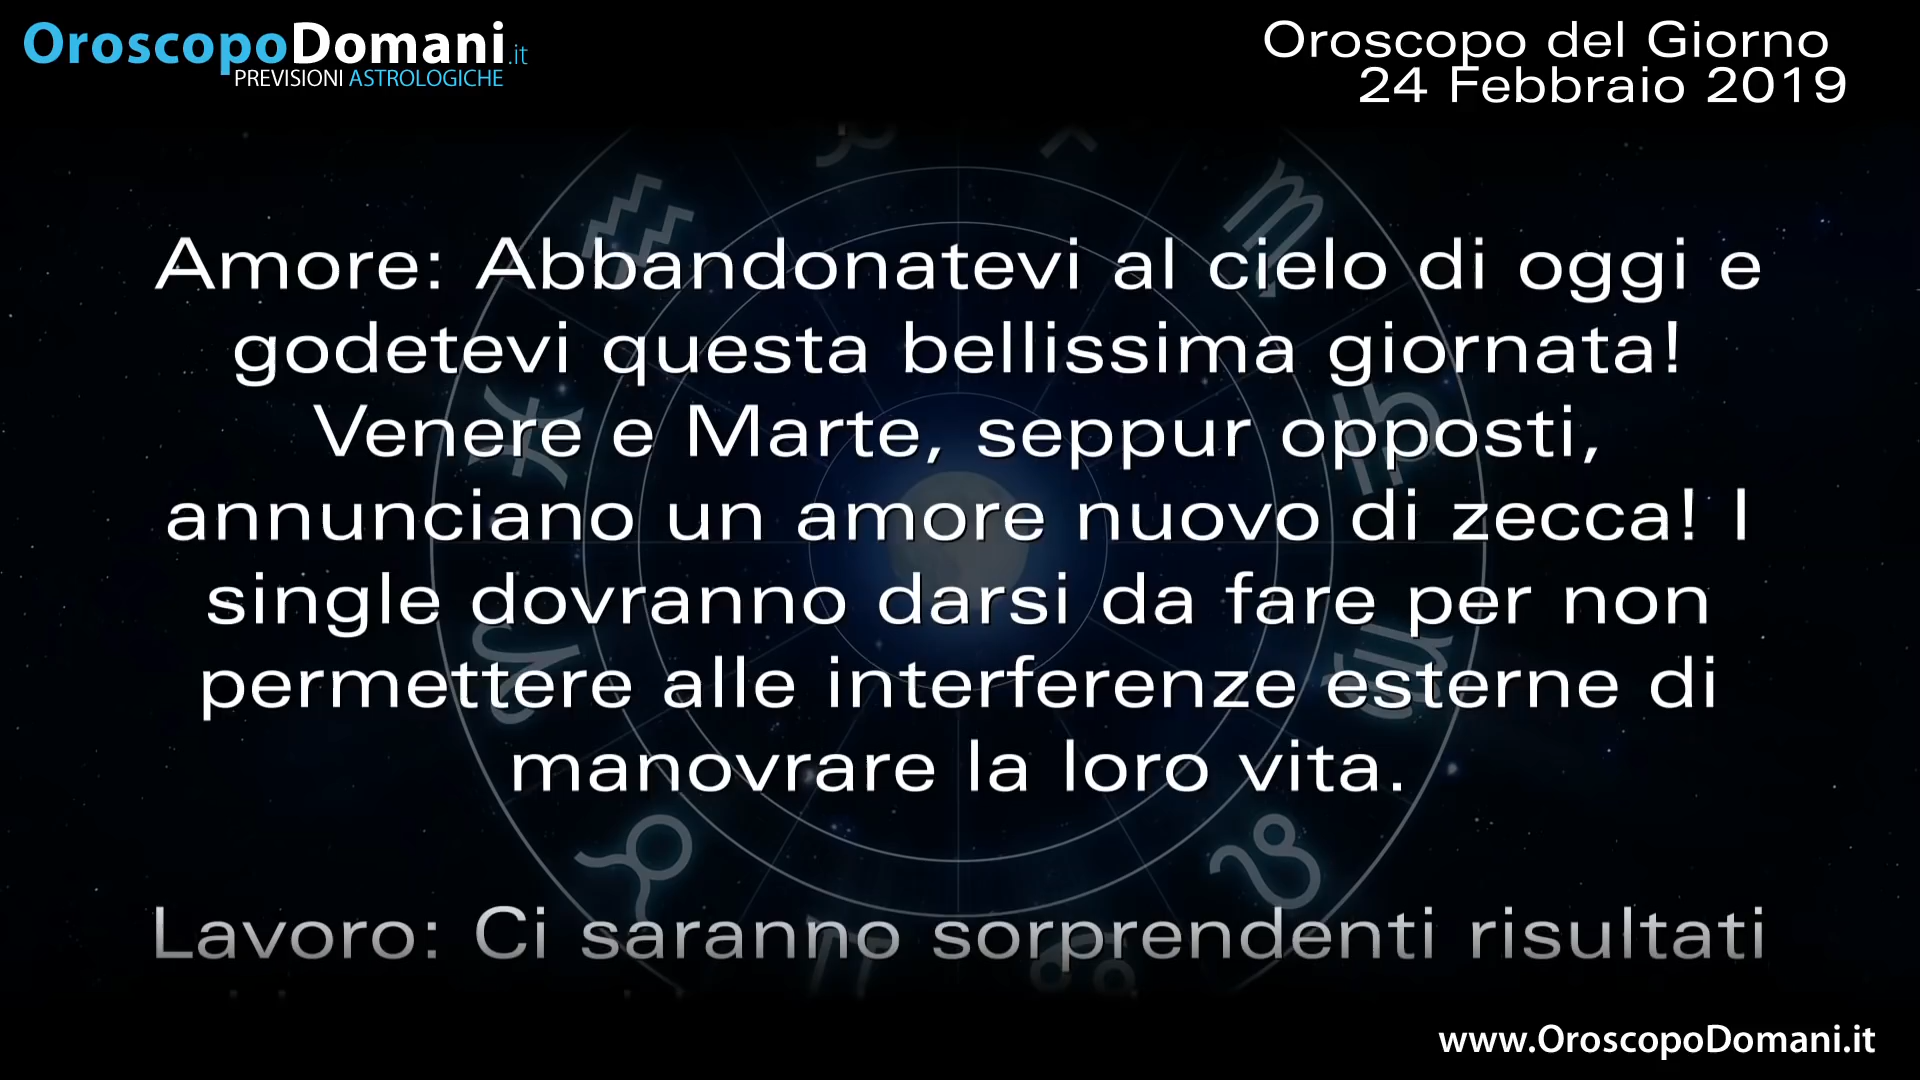 OroscopoDomani.it
PREVISIONI ASTROLOGICHE
Oroscopo del Giorno
24 Febbraio 2019
Amore: Abbandonatevi al cielo di oggi e
godetevi questa bellissima giornata!
Venere e Marte, seppur opposti,
annunciano un amore nuovo di zecca! I
single dovranno darsi da fare per non
permettere alle interferenze esterne di
manovrare la loro vita.
Lavoro: Ci saranno sorprendenti risultati
www.OroscopoDomani.it